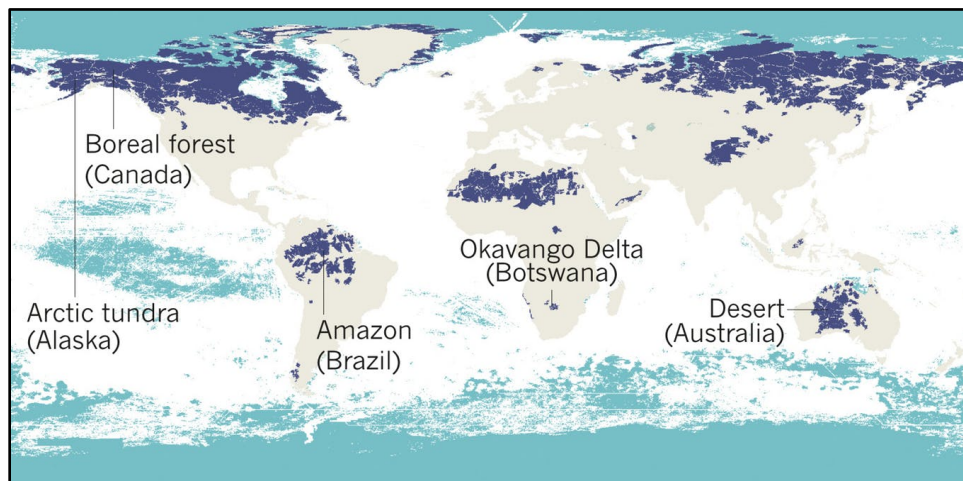 Boreal forest
(Canada)
Okavango Delta
(Botswana)
Arctic tundra
(Alaska)
Amazon
(Brazil)
Desert
(Australia)